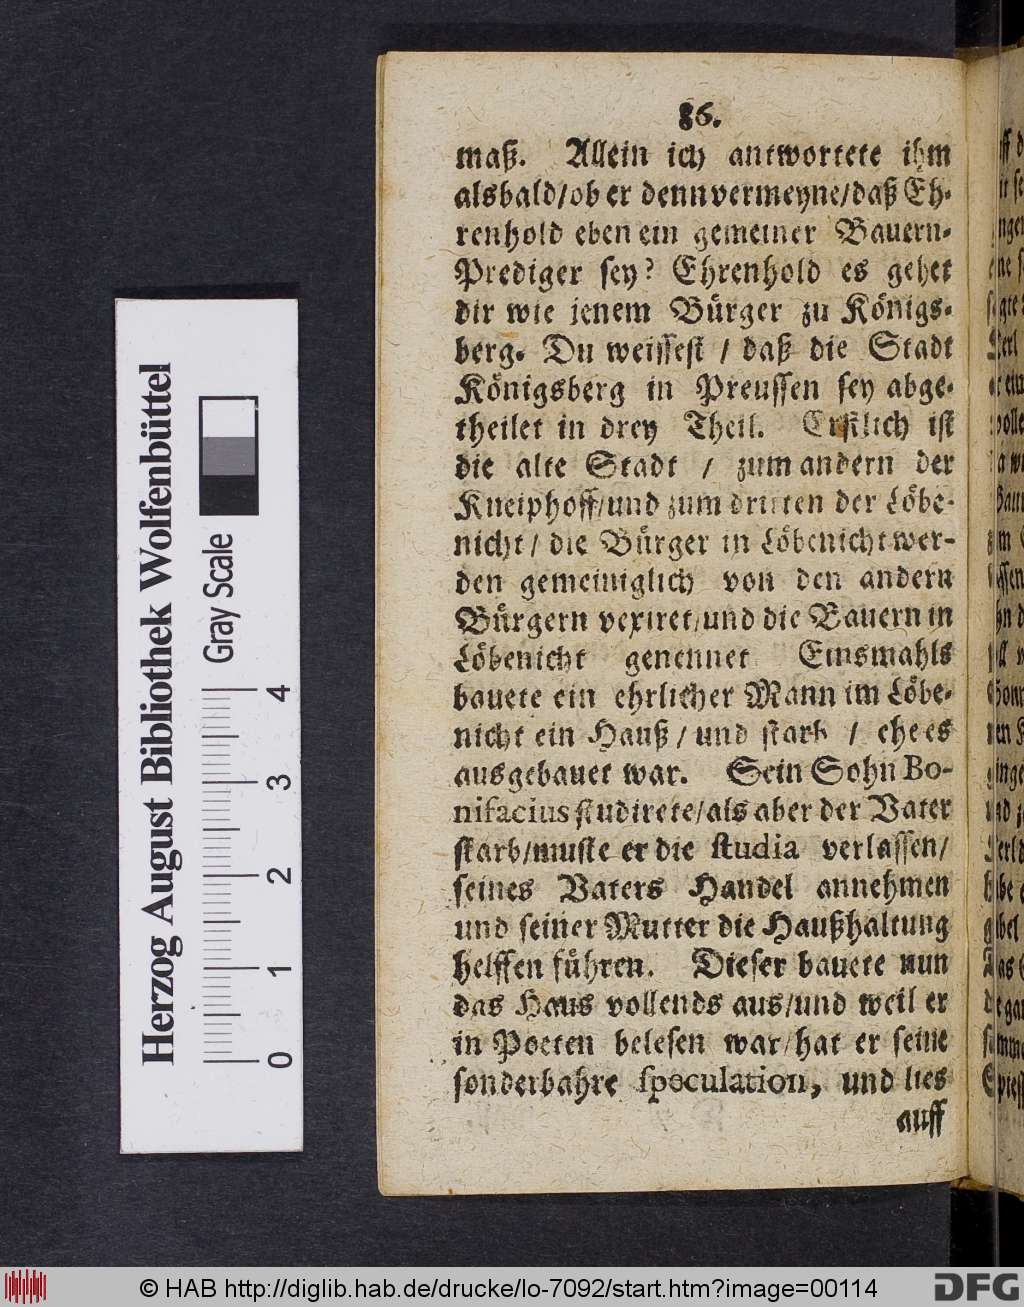 86.
maß. Allein ich antwortete ihm
alsbald/ob er denn vermeyne/daß Eh-
renhold eben ein gemeiner Bauern-
Prediger sey? Ehrenhold es gehet
dir wie jenem Bürger zu Königs-
berg. Du weissest / daß die Stadt
Königsberg in Preussen sey abge-
theilet in drey Theil. Erstlich ist
die alte Stadt / zum andern der
Kneiphoff/und zum dritten der Löbe-
nicht/ die Bürger in Löbenicht wer-
den gemeiniglich von den andern
Bürgern vexiret/und die Bauern in
Löbenicht genennet Einsmahls
bauete ein ehrlicher Mann im Löbe-
nicht ein Hauß/ und starb / ehe es
ausgebauet war. Sein Sohn Bo-
nifacius studirete/als aber der Vater
starb/muste er die studia verlassen/
seines Vaters Handel annehmen
und seiner Mutter die Haußhaltung
helffen führen. Dieser bauete nun
das Haus vollends aus/und weil er
in Poeten belesen war/hat er seine
sonderbahre speculation, und lies
auff
Herzog August Bibliothek Wolfenbüttel
Gray Scale
0 1 2 3 4
© HAB http://diglib.hab.de/drucke/lo-7092/start.htm?image=00114
DFG